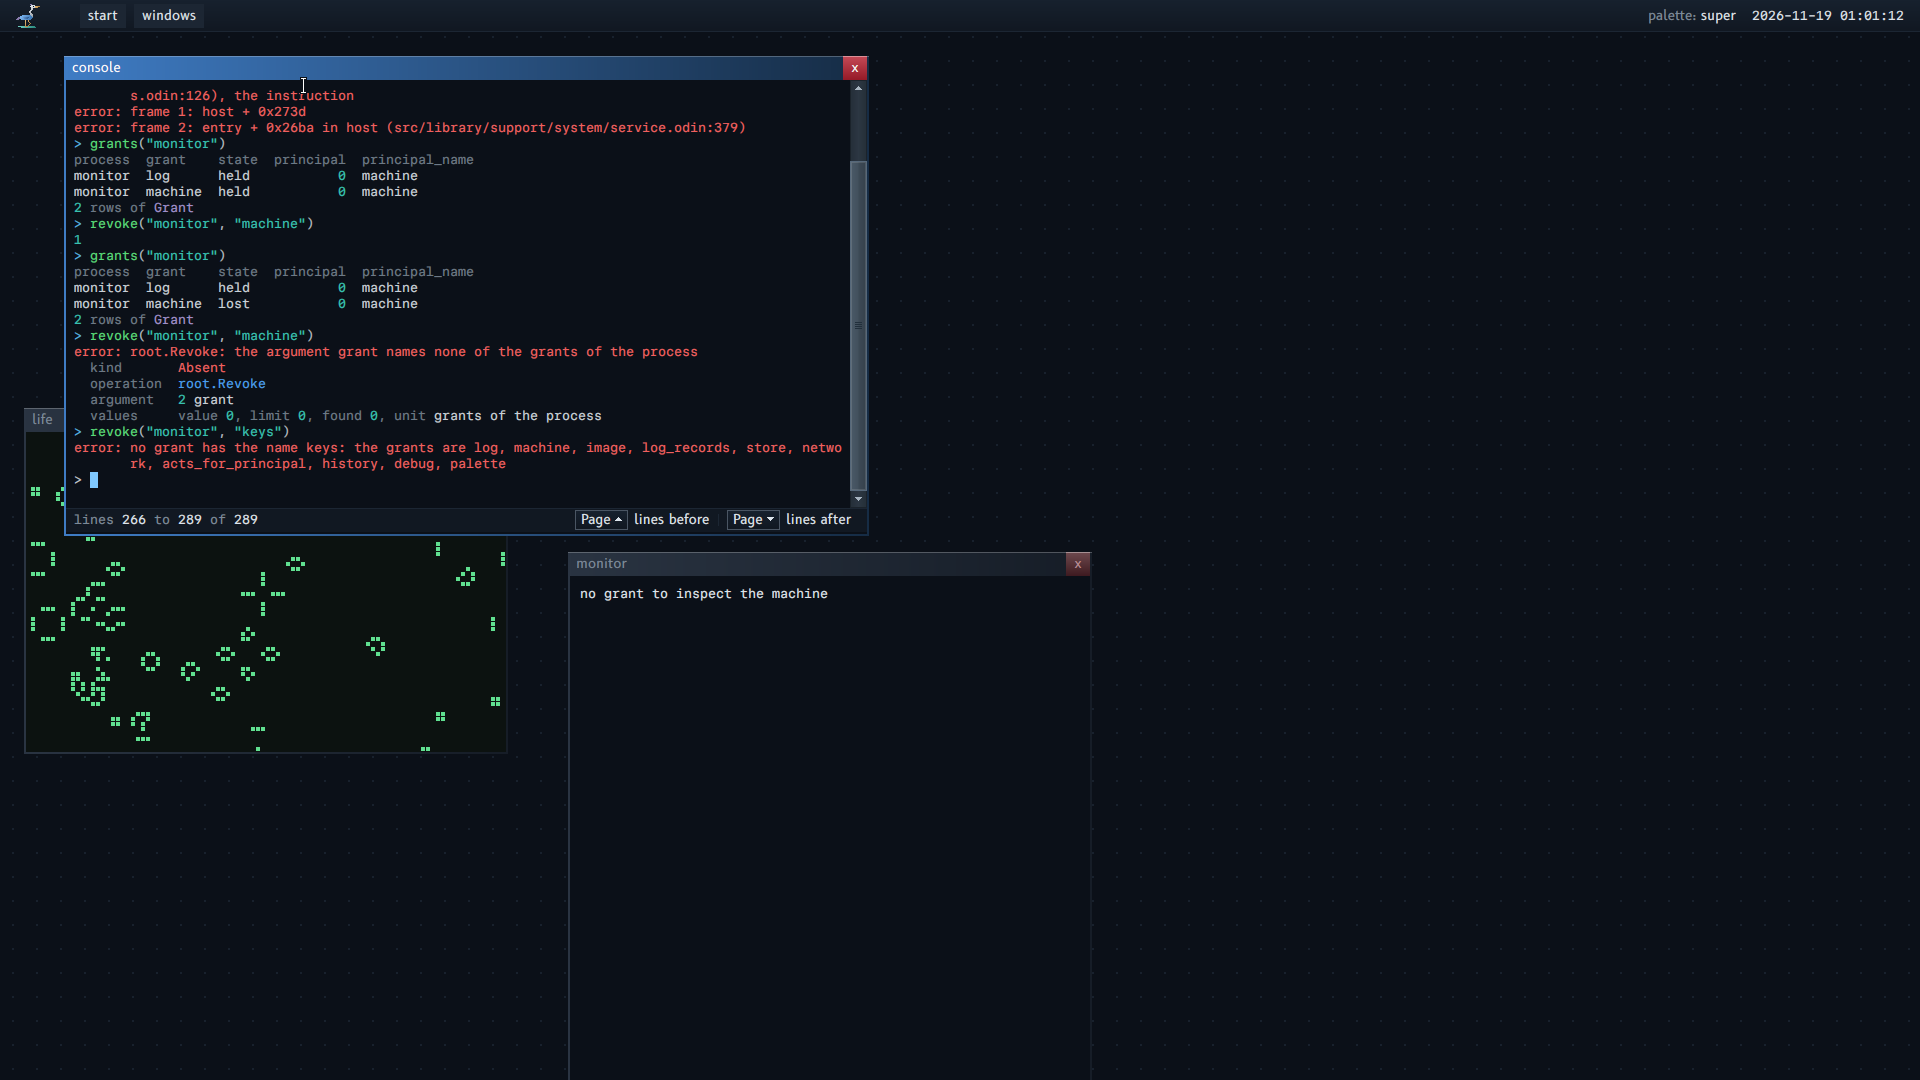 start windows palette: super 2026-11-19 01:01:12
console x
s.odin:126), the instruction
error: frame 1: host + 0x273d
error: frame 2: entry + 0x26ba in host (src/library/support/system/service.odin:379)
> grants("monitor")
process grant state principal principal_name
monitor log held 0 machine
monitor machine held 0 machine
2 rows of Grant
> revoke("monitor", "machine")
1
> grants("monitor")
process grant state principal principal_name
monitor log held 0 machine
monitor machine lost 0 machine
2 rows of Grant
> revoke("monitor", "machine")
error: root.Revoke: the argument grant names none of the grants of the process
kind Absent
operation root.Revoke
argument 2 grant
values value 0, limit 0, found 0, unit grants of the process
> revoke("monitor", "keys")
error: no grant has the name keys: the grants are log, machine, image, log_records, store, netwo
rk, acts_for_principal, history, debug, palette
>
lines 266 to 289 of 289 Page lines before Page lines after
life
monitor x
no grant to inspect the machine